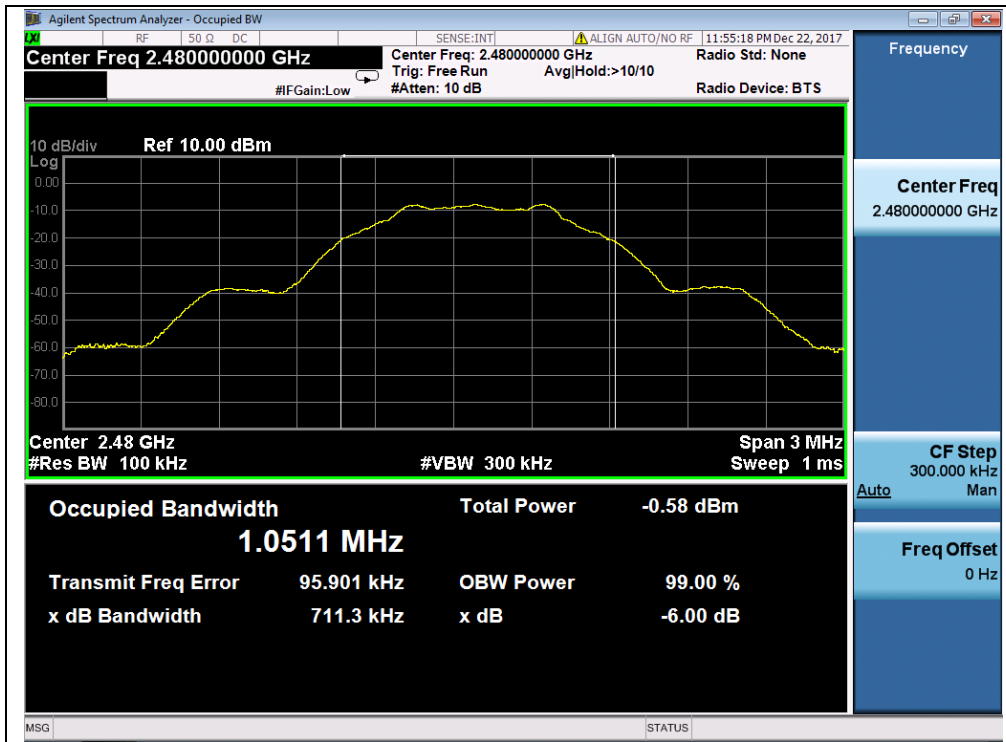 Agilent Spectrum Analyzer - Occupied BW
LXI RF 50 Ω DC SENSE:INT ALIGN AUTO/NO RF 11:55:18 PM Dec 22, 2017
Center Freq 2.480000000 GHz
Center Freq: 2.480000000 GHz
Radio Std: None
Trig: Free Run Avg|Hold:>10/10
#IFGain:Low
#Atten: 10 dB
Radio Device: BTS
10 dB/div Ref 10.00 dBm
Log
0.00
-10.0
-20.0
-30.0
-40.0
-50.0
-60.0
-70.0
-80.0
Center 2.48 GHz Span 3 MHz
#Res BW 100 kHz #VBW 300 kHz Sweep 1 ms
Occupied Bandwidth Total Power -0.58 dBm
1.0511 MHz
Transmit Freq Error 95.901 kHz OBW Power 99.00 %
x dB Bandwidth 711.3 kHz x dB -6.00 dB
MSG STATUS
Frequency
Center Freq
2.480000000 GHz
CF Step
300.000 kHz
Auto Man
Freq Offset
0 Hz